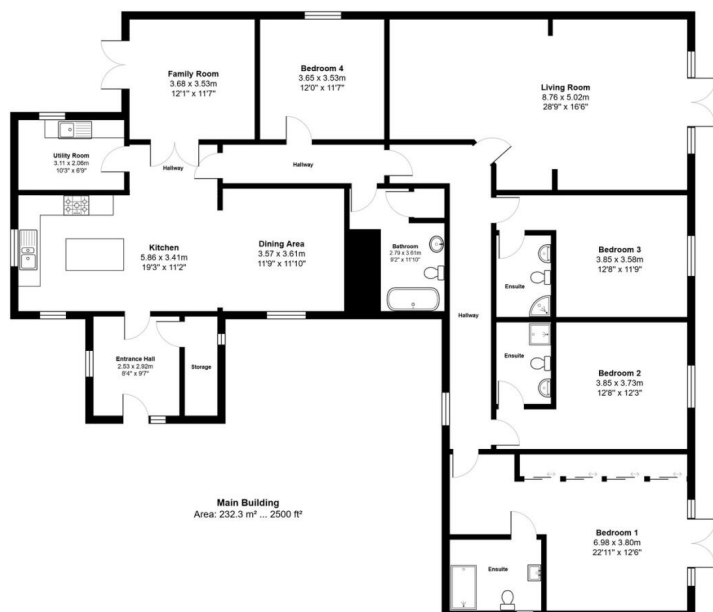 Family Room
3.68 x 3.53m
12'1" x 11'7"
Bedroom 4
3.65 x 3.53m
12'0" x 11'7"
Living Room
8.76 x 5.02m
28'9" x 16'6"
Utility Room
3.11 x 2.06m
10'3" x 6'9"
Hallway
Hallway
Kitchen
5.86 x 3.41m
19'3" x 11'2"
Dining Area
3.57 x 3.61m
11'9" x 11'10"
Bathroom
2.79 x 3.61m
9'2" x 11'10"
Bedroom 3
3.85 x 3.58m
12'8" x 11'9"
Ensuite
Hallway
Entrance Hall
2.53 x 2.92m
8'4" x 9'7"
Storage
Ensuite
Bedroom 2
3.85 x 3.73m
12'8" x 12'3"
Main Building
Area: 232.3 m² ... 2500 ft²
Bedroom 1
6.98 x 3.80m
22'11" x 12'6"
Ensuite